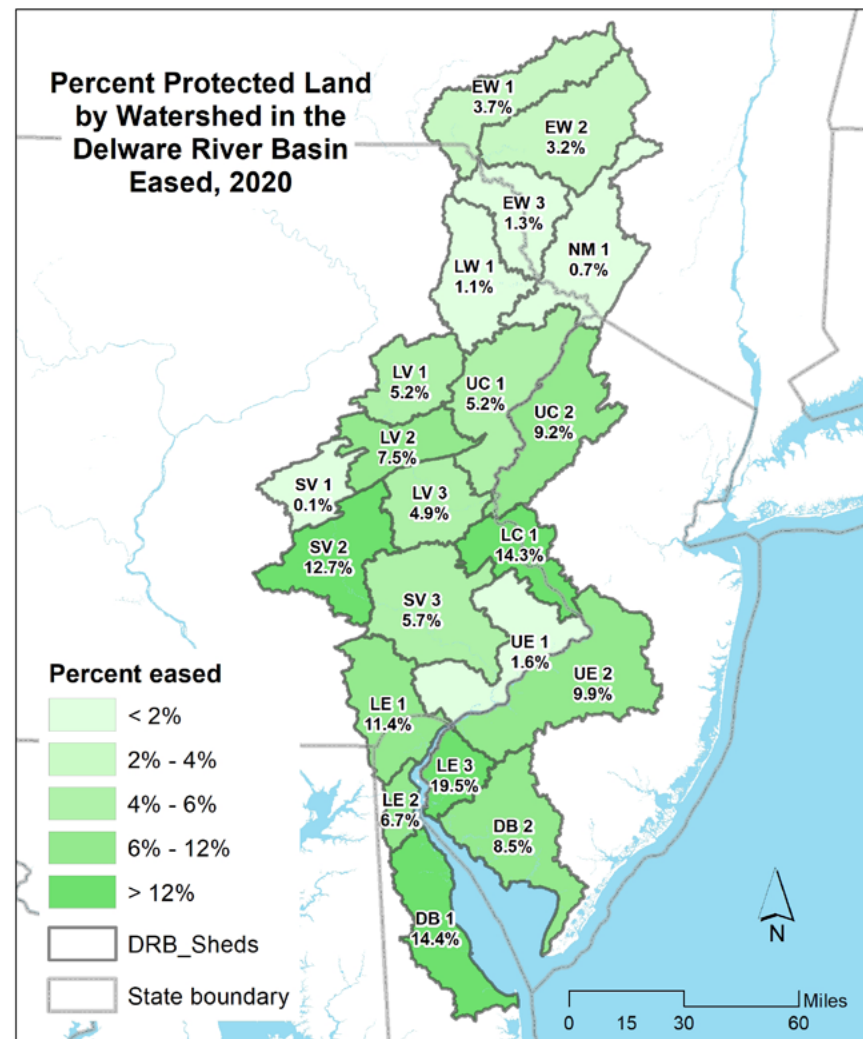 Percent Protected Land
by Watershed in the
Delware River Basin
Eased, 2020
EW 1
3.7%
EW 2
3.2%
EW 3
1.3%
NM 1
0.7%
LW 1
1.1%
LV 1
5.2%
UC 1
5.2%
UC 2
9.2%
LV 2
7.5%
SV 1
0.1%
LV 3
4.9%
LC 1
14.3%
SV 2
12.7%
SV 3
5.7%
UE 1
1.6%
UE 2
9.9%
LE 1
11.4%
LE 3
19.5%
LE 2
6.7%
DB 2
8.5%
DB 1
14.4%
Percent eased
< 2%
2% - 4%
4% - 6%
6% - 12%
> 12%
DRB_Sheds
State boundary
N
Miles
0 15 30 60